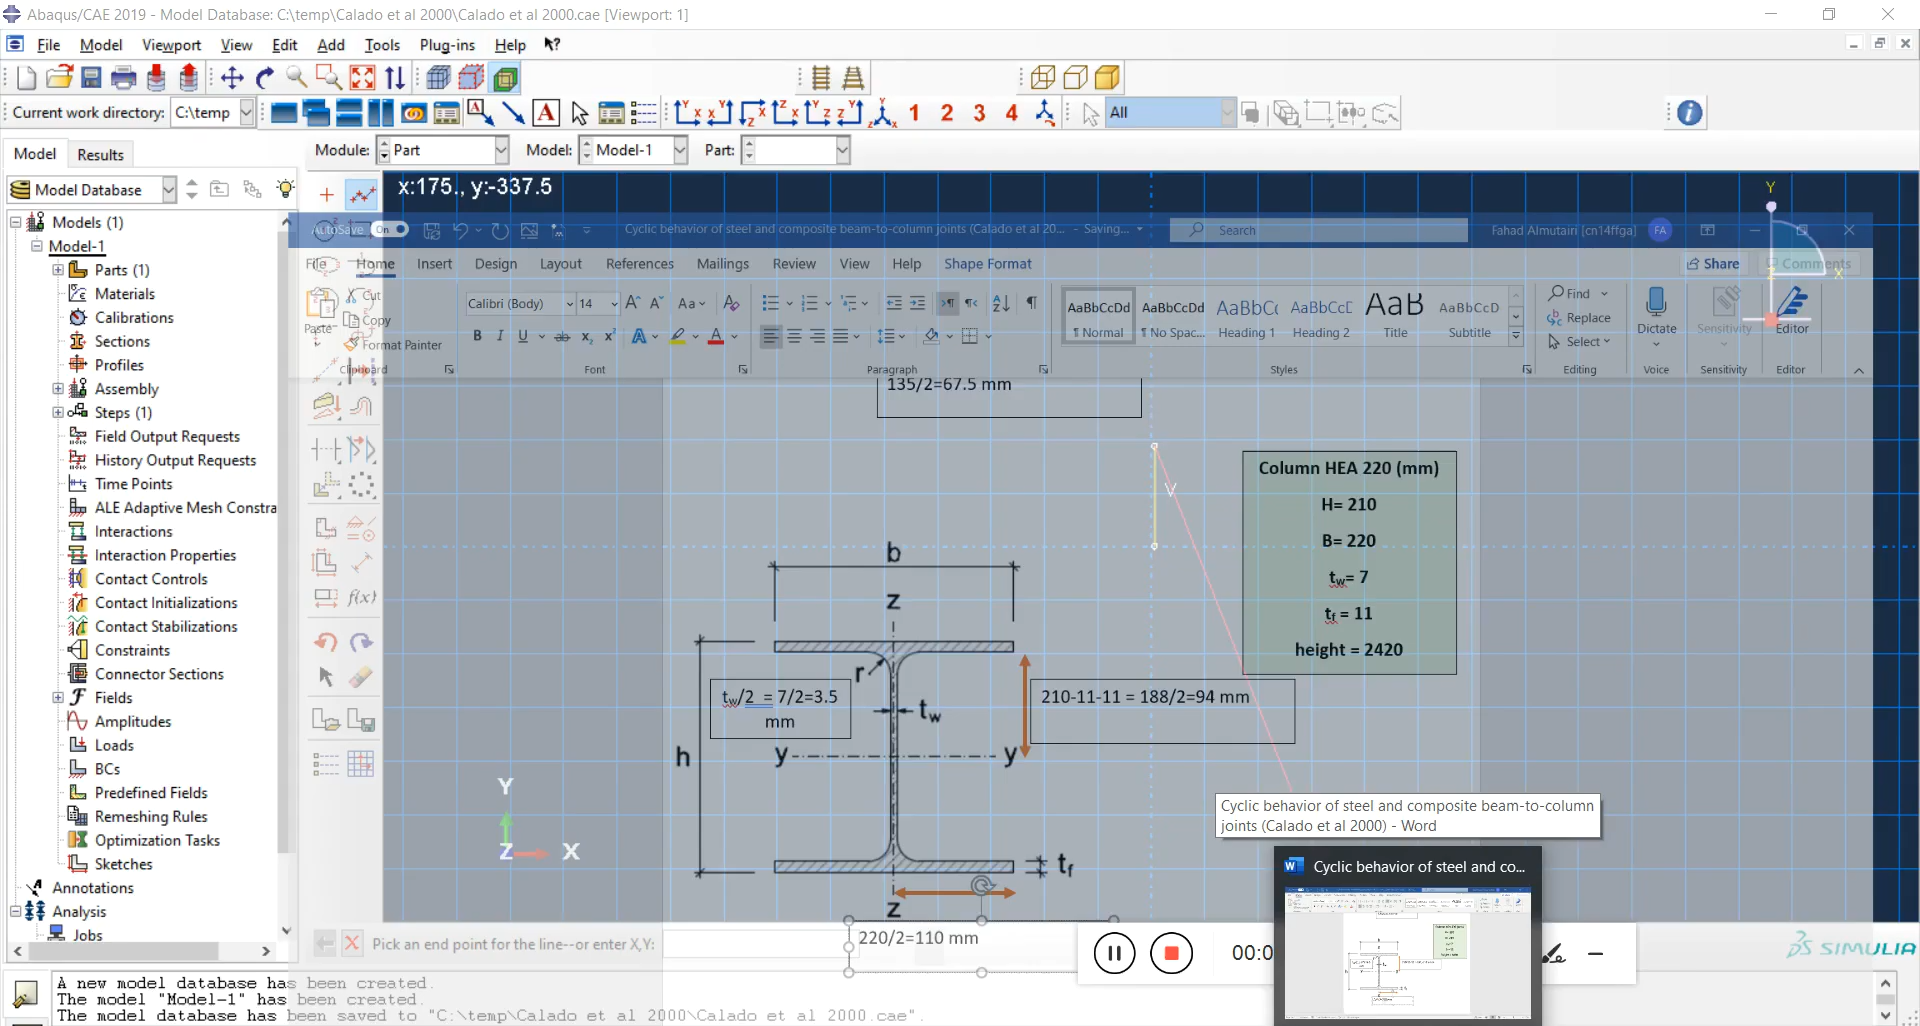 Abaqus/CAE 2019 - Model Database: C:\temp\Calado et al 2000\Calado et al 2000.cae [Viewport: 1]
File Model Viewport View Edit Add Tools Plug-ins Help
Current work directory: C:\temp
A
1 2 3 4
All
Model Results
Module: Part Model: Model-1 Part:
Model Database
x:175., y:-337.5
Y
Models (1)
Model-1
Parts (1)
Materials
Calibrations
Sections
Profiles
Assembly
Steps (1)
Field Output Requests
History Output Requests
Time Points
ALE Adaptive Mesh Constra
Interactions
Interaction Properties
Contact Controls
Contact Initializations
Contact Stabilizations
Constraints
Connector Sections
Fields
Amplitudes
Loads
BCs
Predefined Fields
Remeshing Rules
Optimization Tasks
Sketches
Annotations
Analysis
Jobs
AutoSave On
Cyclic behavior of steel and composite beam-to-column joints (Calado et al 20... - Saving...
Search
Fahad Almutairi [cn14ffga] FA
File Home Insert Design Layout References Mailings Review View Help Shape Format
Share Comments
Paste Cut
Copy
Format Painter
Clipboard
Calibri (Body) 14
Font
Paragraph
AaBbCcDd AaBbCcDd AaBbC AaBbCcC AaB AaBbCcD
¶ Normal ¶ No Spac... Heading 1 Heading 2 Title Subtitle
Styles
Find
Replace
Select
Editing
Dictate
Voice
Sensitivity
Sensitivity
Editor
Editor
135/2=67.5 mm
V
Column HEA 220 (mm)
H= 210
B= 220
tw= 7
tf = 11
height = 2420
b
z
r
tw/2 = 7/2=3.5
mm
tw
210-11-11 = 188/2=94 mm
h
y y
tf
z
f(x)
Y
Z X
Cyclic behavior of steel and composite beam-to-column
joints (Calado et al 2000) - Word
Cyclic behavior of steel and co...
Pick an end point for the line--or enter X,Y:
220/2=110 mm
00:0
SIMULIA
A new model database has been created.
The model "Model-1" has been created.
The model database has been saved to "C:\temp\Calado et al 2000\Calado et al 2000.cae".